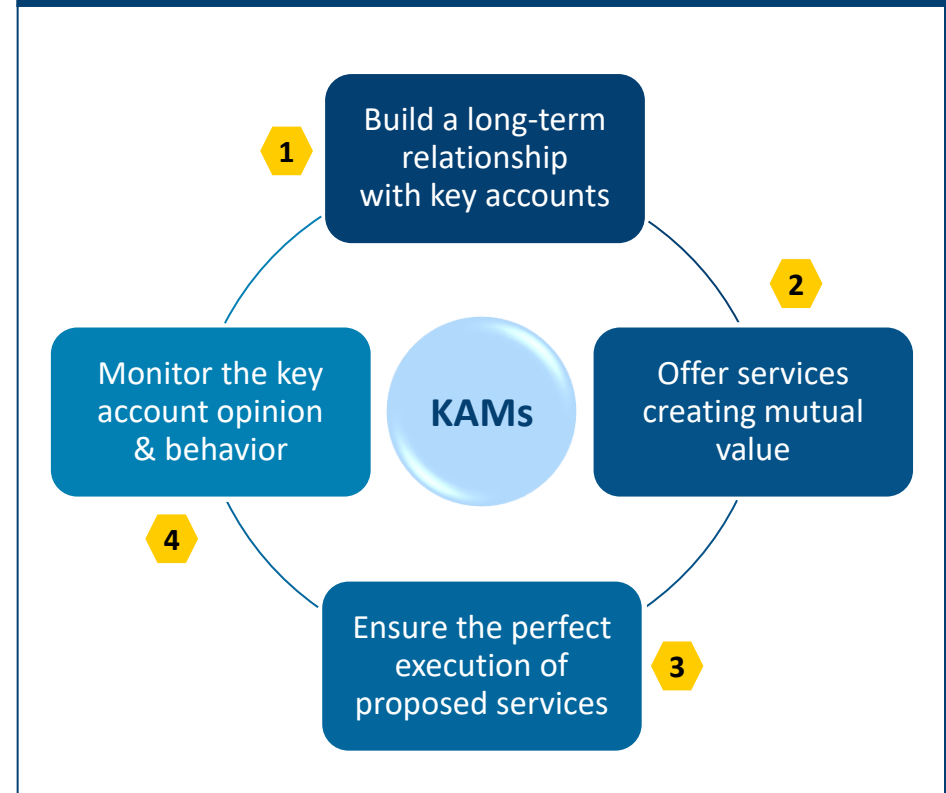 1
Build a long-term
relationship
with key accounts
2
Offer services
creating mutual
value
3
Ensure the perfect
execution of
proposed services
4
Monitor the key
account opinion
& behavior
KAMs